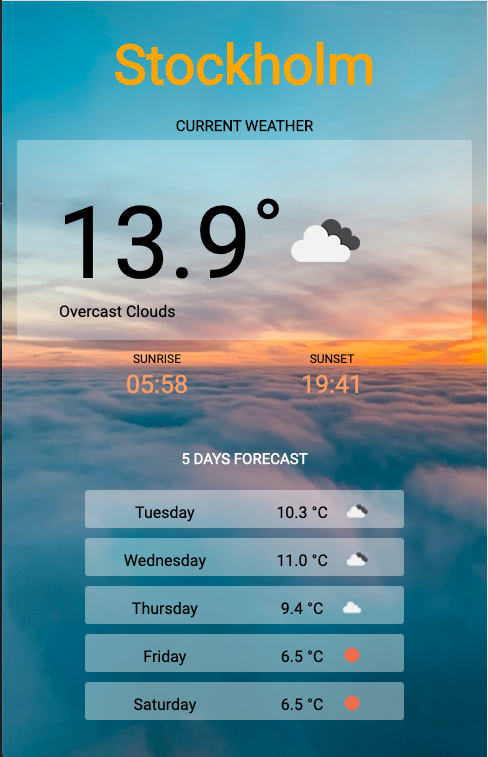 Stockholm
CURRENT WEATHER
13.9°
Overcast Clouds
SUNRISE SUNSET
05:58 19:41
5 DAYS FORECAST
Tuesday 10.3 °C
Wednesday 11.0 °C
Thursday 9.4 °C
Friday 6.5 °C
Saturday 6.5 °C